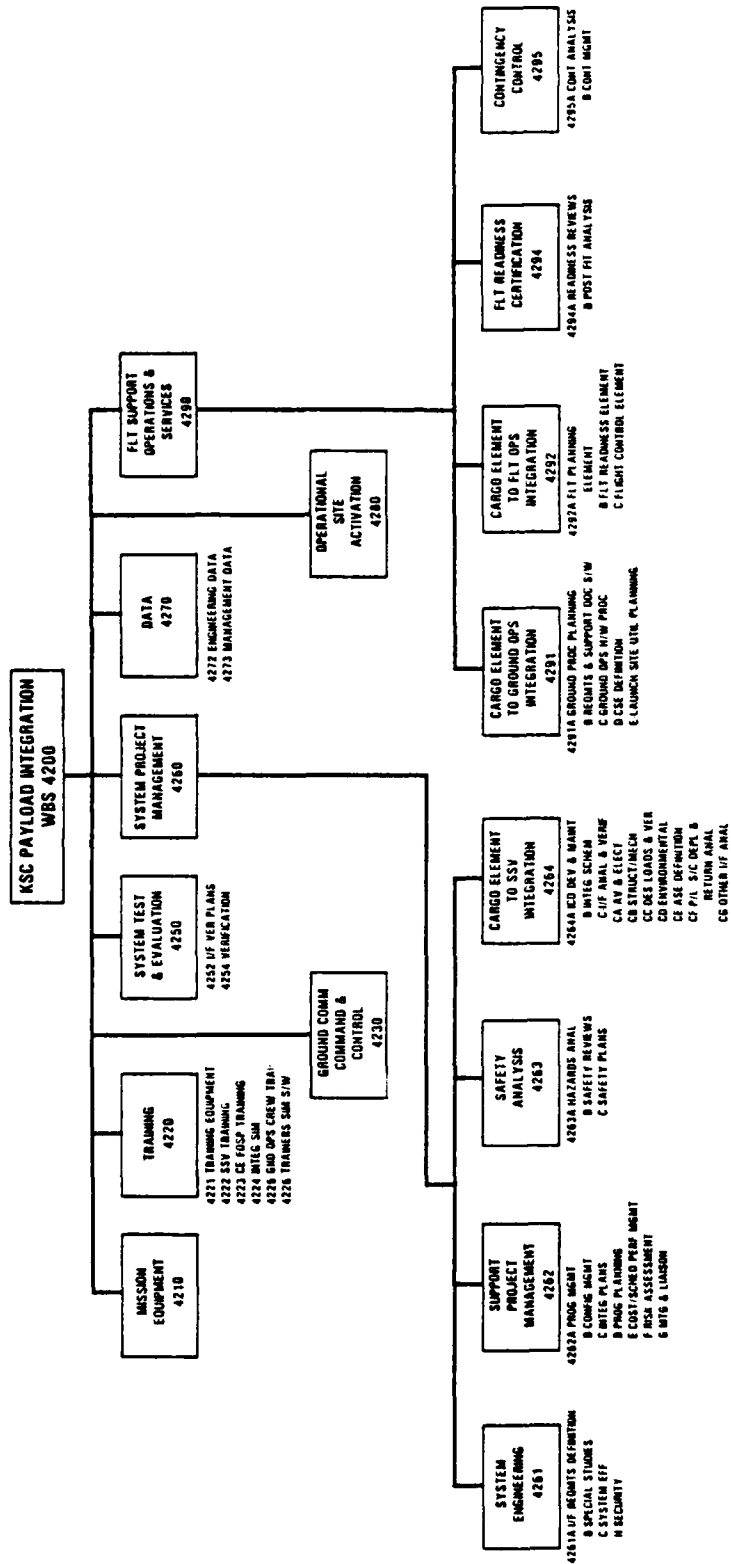 KSC PAYLOAD INTEGRATION
WBS 4200
MISSION
EQUIPMENT
4210
TRAINING
4220
4221 TRAINING EQUIPMENT
4222 SSV TRAINING
4223 CE FOSP TRAINING
4224 INTEG SIM
4225 GND OPS CREW TRAI
4226 TRAINERS SIM S/W
GROUND COMM
COMMAND &
CONTROL
4230
SYSTEM TEST
& EVALUATION
4250
4252 I/F VER PLANS
4254 VERIFICATION
SYSTEM PROJECT
MANAGEMENT
4260
DATA
4270
4272 ENGINEERING DATA
4273 MANAGEMENT DATA
OPERATIONAL
SITE
ACTIVATION
4280
FLT SUPPORT
OPERATIONS &
SERVICES
4290
SYSTEM
ENGINEERING
4261
4261A I/F REQMTS DEFINITION
B SPECIAL STUDIES
C SYSTEM EFF
H SECURITY
SUPPORT
PROJECT
MANAGEMENT
4262
4262A PROG MGMT
B CONFIG MGMT
C INTEG PLANS
D PROG PLANNING
E COST/SCHED PERF MGMT
F RISK ASSESSMENT
G MTG & LIAISON
SAFETY
ANALYSIS
4263
4263A HAZARDS ANAL
B SAFETY REVIEWS
C SAFETY PLANS
CARGO ELEMENT
TO SSV
INTEGRATION
4264
4264A ICD DEV & MAINT
B INTEG SCHEM
C I/F ANAL & VERIF
CA AV & ELECT
CB STRUCT/MECH
CC DES LOADS & VER
CD ENVIRONMENTAL
CE ASE DEFINITION
CF P/L S/C DEPL &
RETURN ANAL
CG OTHER I/F ANAL
CARGO ELEMENT
TO GROUND OPS
INTEGRATION
4291
4291A GROUND PROC PLANNING
B REQMTS & SUPPORT DOC S/W
C GROUND OPS H/W PROC
D CSE DEFINITION
E LAUNCH SITE UTIL PLANNING
CARGO ELEMENT
TO FLT OPS
INTEGRATION
4292
4292A FLT PLANNING
ELEMENT
B FLT READINESS ELEMENT
C FLIGHT CONTROL ELEMENT
FLT READINESS
CERTIFICATION
4294
4294A READINESS REVIEWS
B POST FLT ANALYSIS
CONTINGENCY
CONTROL
4295
4295A CONT ANALYSIS
B CONT MGMT